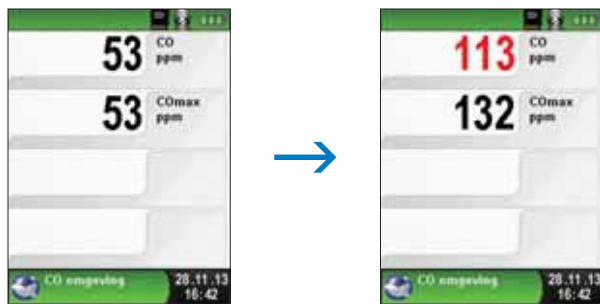 53 CO ppm
53 COmax ppm
CO omgeving 28.11.13 16:42
113 CO ppm
132 COmax ppm
CO omgeving 28.11.13 16:42